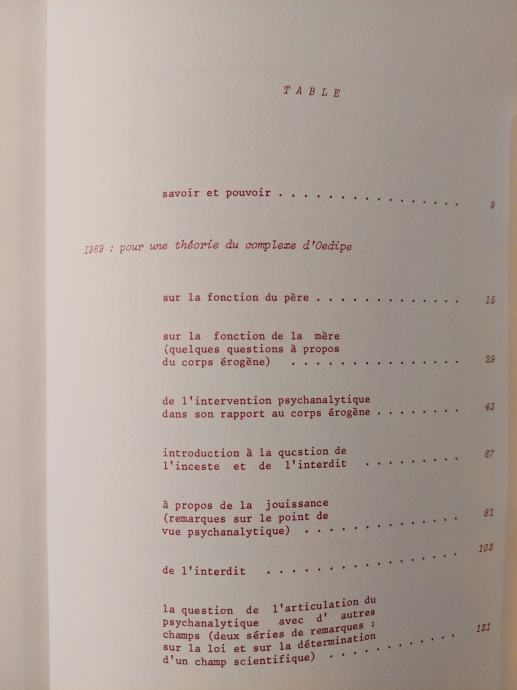 TABLE
savoir et pouvoir . . . . . . . . . . . . . . . . 9
1969 : pour une théorie du complexe d'Oedipe
sur la fonction du père . . . . . . . . . . . . . 15
sur la fonction de la mère
(quelques questions à propos
du corps érogène) . . . . . . . . . . . . . . . 29
de l'intervention psychanalytique
dans son rapport au corps érogène . . . . . . . . 43
introduction à la question de
l'inceste et de l'interdit . . . . . . . . . 67
à propos de la jouissance
(remarques sur le point de
vue psychanalytique) . . . . . . . . . . . . . . 81
de l'interdit . . . . . . . . . . . . . . . . . 103
la question de l'articulation du
psychanalytique avec d' autres
champs (deux séries de remarques :
sur la loi et sur la détermination
d'un champ scientifique) . . . . . . . . . . . . 121